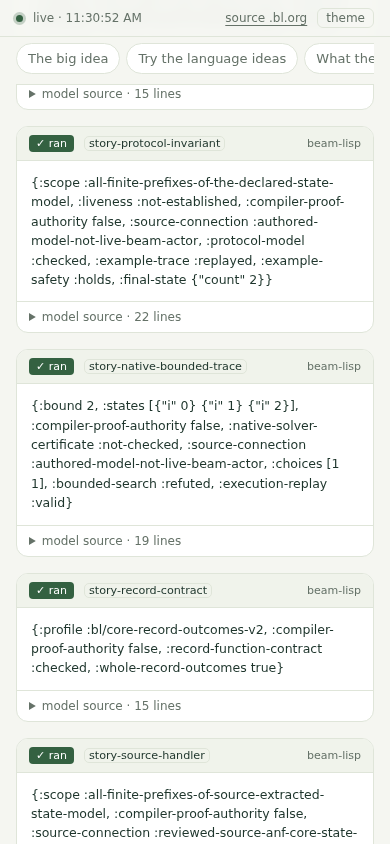 live · 11:30:52 AM
source .bl.org
theme
The big idea
Try the language ideas
What the
▶ model source · 15 lines
✓ ran story-protocol-invariant beam-lisp
{:scope :all-finite-prefixes-of-the-declared-state-
model, :liveness :not-established, :compiler-proof-
authority false, :source-connection :authored-
model-not-live-beam-actor, :protocol-model
:checked, :example-trace :replayed, :example-
safety :holds, :final-state {"count" 2}}
▶ model source · 22 lines
✓ ran story-native-bounded-trace beam-lisp
{:bound 2, :states [{"i" 0} {"i" 1} {"i" 2}],
:compiler-proof-authority false, :native-solver-
certificate :not-checked, :source-connection
:authored-model-not-live-beam-actor, :choices [1
1], :bounded-search :refuted, :execution-replay
:valid}
▶ model source · 19 lines
✓ ran story-record-contract beam-lisp
{:profile :bl/core-record-outcomes-v2, :compiler-
proof-authority false, :record-function-contract
:checked, :whole-record-outcomes true}
▶ model source · 15 lines
✓ ran story-source-handler beam-lisp
{:scope :all-finite-prefixes-of-source-extracted-
state-model, :compiler-proof-authority false,
:source-connection :reviewed-source-anf-core-state-